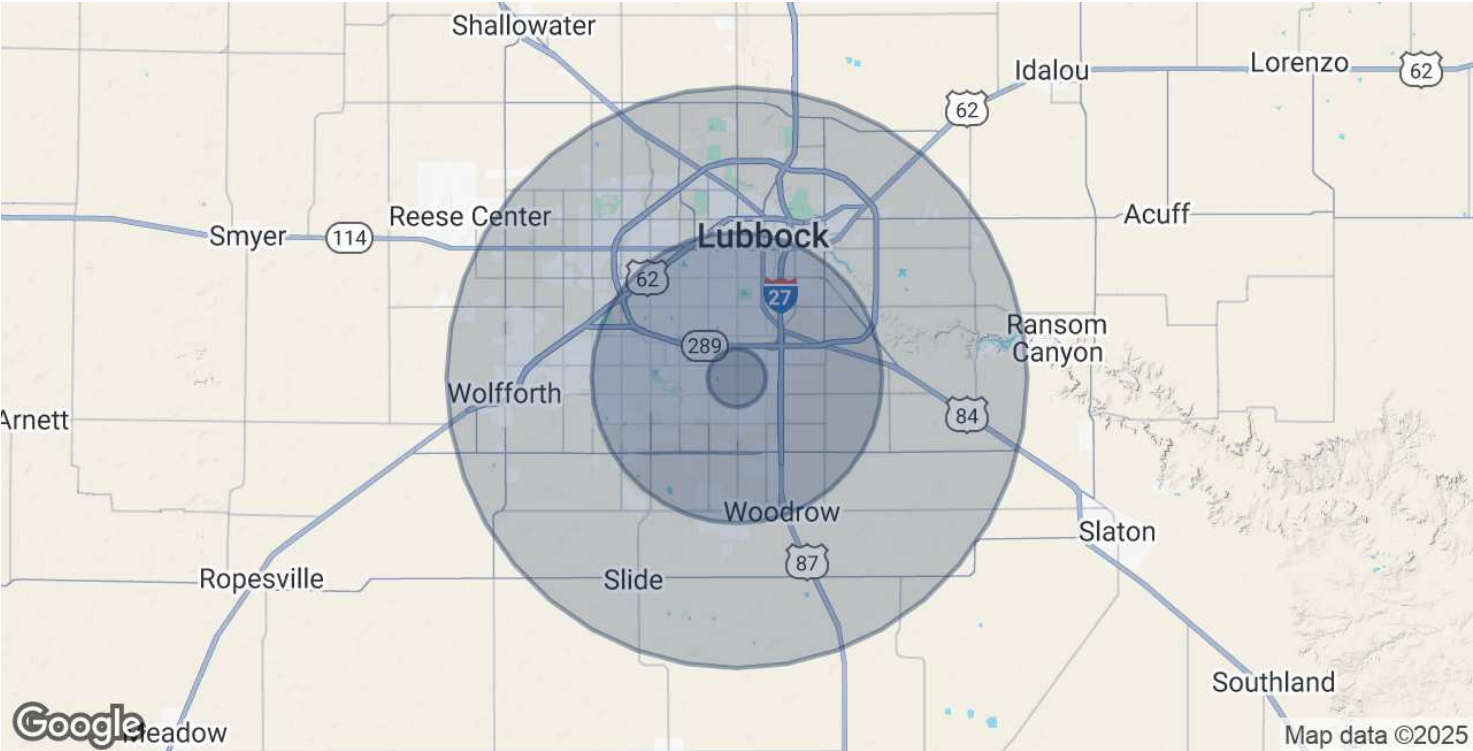 Shallowater
Idalou
Lorenzo
62
62
Acuff
Reese Center
Smyer
114
Lubbock
62
27
Ransom
Canyon
289
Wolfforth
84
Arnett
Woodrow
Slaton
87
Ropesville
Slide
Southland
Google
Meadow
Map data ©2025